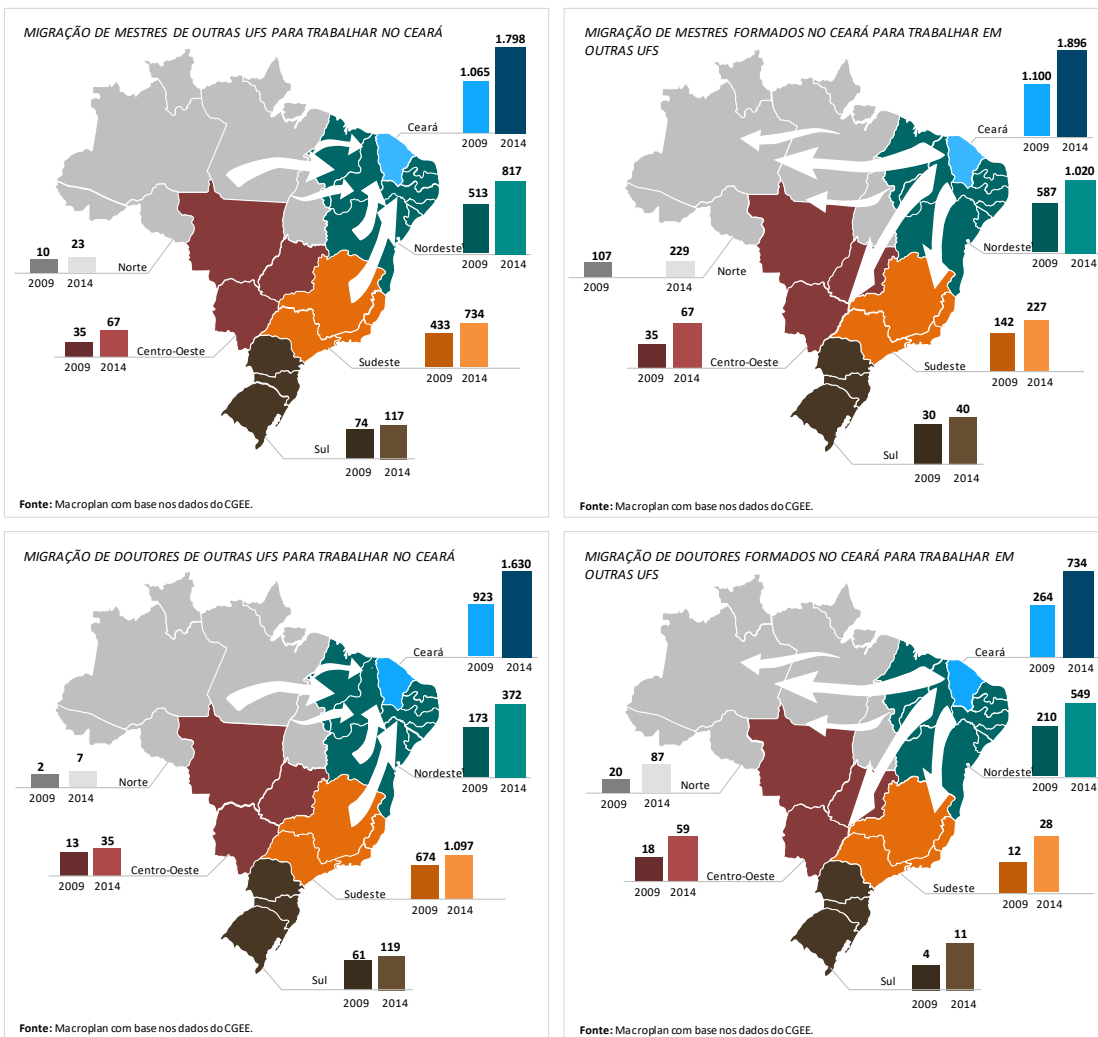 MIGRAÇÃO DE MESTRES DE OUTRAS UFS PARA TRABALHAR NO CEARÁ
1.798
1.065
Ceará
2009 2014
817
513
Nordeste
2009 2014
10 23
Norte
2009 2014
35 67
Centro-Oeste
2009 2014
433 734
Sudeste
2009 2014
74 117
Sul
2009 2014
Fonte: Macroplan com base nos dados do CGEE.
MIGRAÇÃO DE MESTRES FORMADOS NO CEARÁ PARA TRABALHAR EM
OUTRAS UFS
1.896
1.100
Ceará
2009 2014
1.020
587
Nordeste
2009 2014
107 229
Norte
2009 2014
35 67
Centro-Oeste
2009 2014
142 227
Sudeste
2009 2014
30 40
Sul
2009 2014
Fonte: Macroplan com base nos dados do CGEE.
MIGRAÇÃO DE DOUTORES DE OUTRAS UFS PARA TRABALHAR NO CEARÁ
1.630
923
Ceará
2009 2014
372
173
Nordeste
2009 2014
2 7
Norte
2009 2014
13 35
Centro-Oeste
2009 2014
674 1.097
Sudeste
2009 2014
61 119
Sul
2009 2014
Fonte: Macroplan com base nos dados do CGEE.
MIGRAÇÃO DE DOUTORES FORMADOS NO CEARÁ PARA TRABALHAR EM
OUTRAS UFS
734
264
Ceará
2009 2014
549
210
Nordeste
2009 2014
20 87
Norte
2009 2014
18 59
Centro-Oeste
2009 2014
12 28
Sudeste
2009 2014
4 11
Sul
2009 2014
Fonte: Macroplan com base nos dados do CGEE.